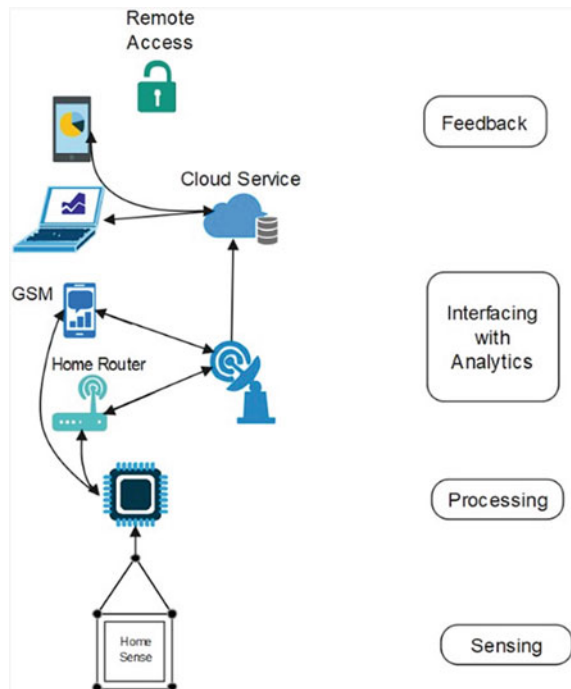 Remote
Access
Feedback
Cloud Service
GSM
Interfacing
with
Analytics
Home Router
Processing
Home
Sense
Sensing